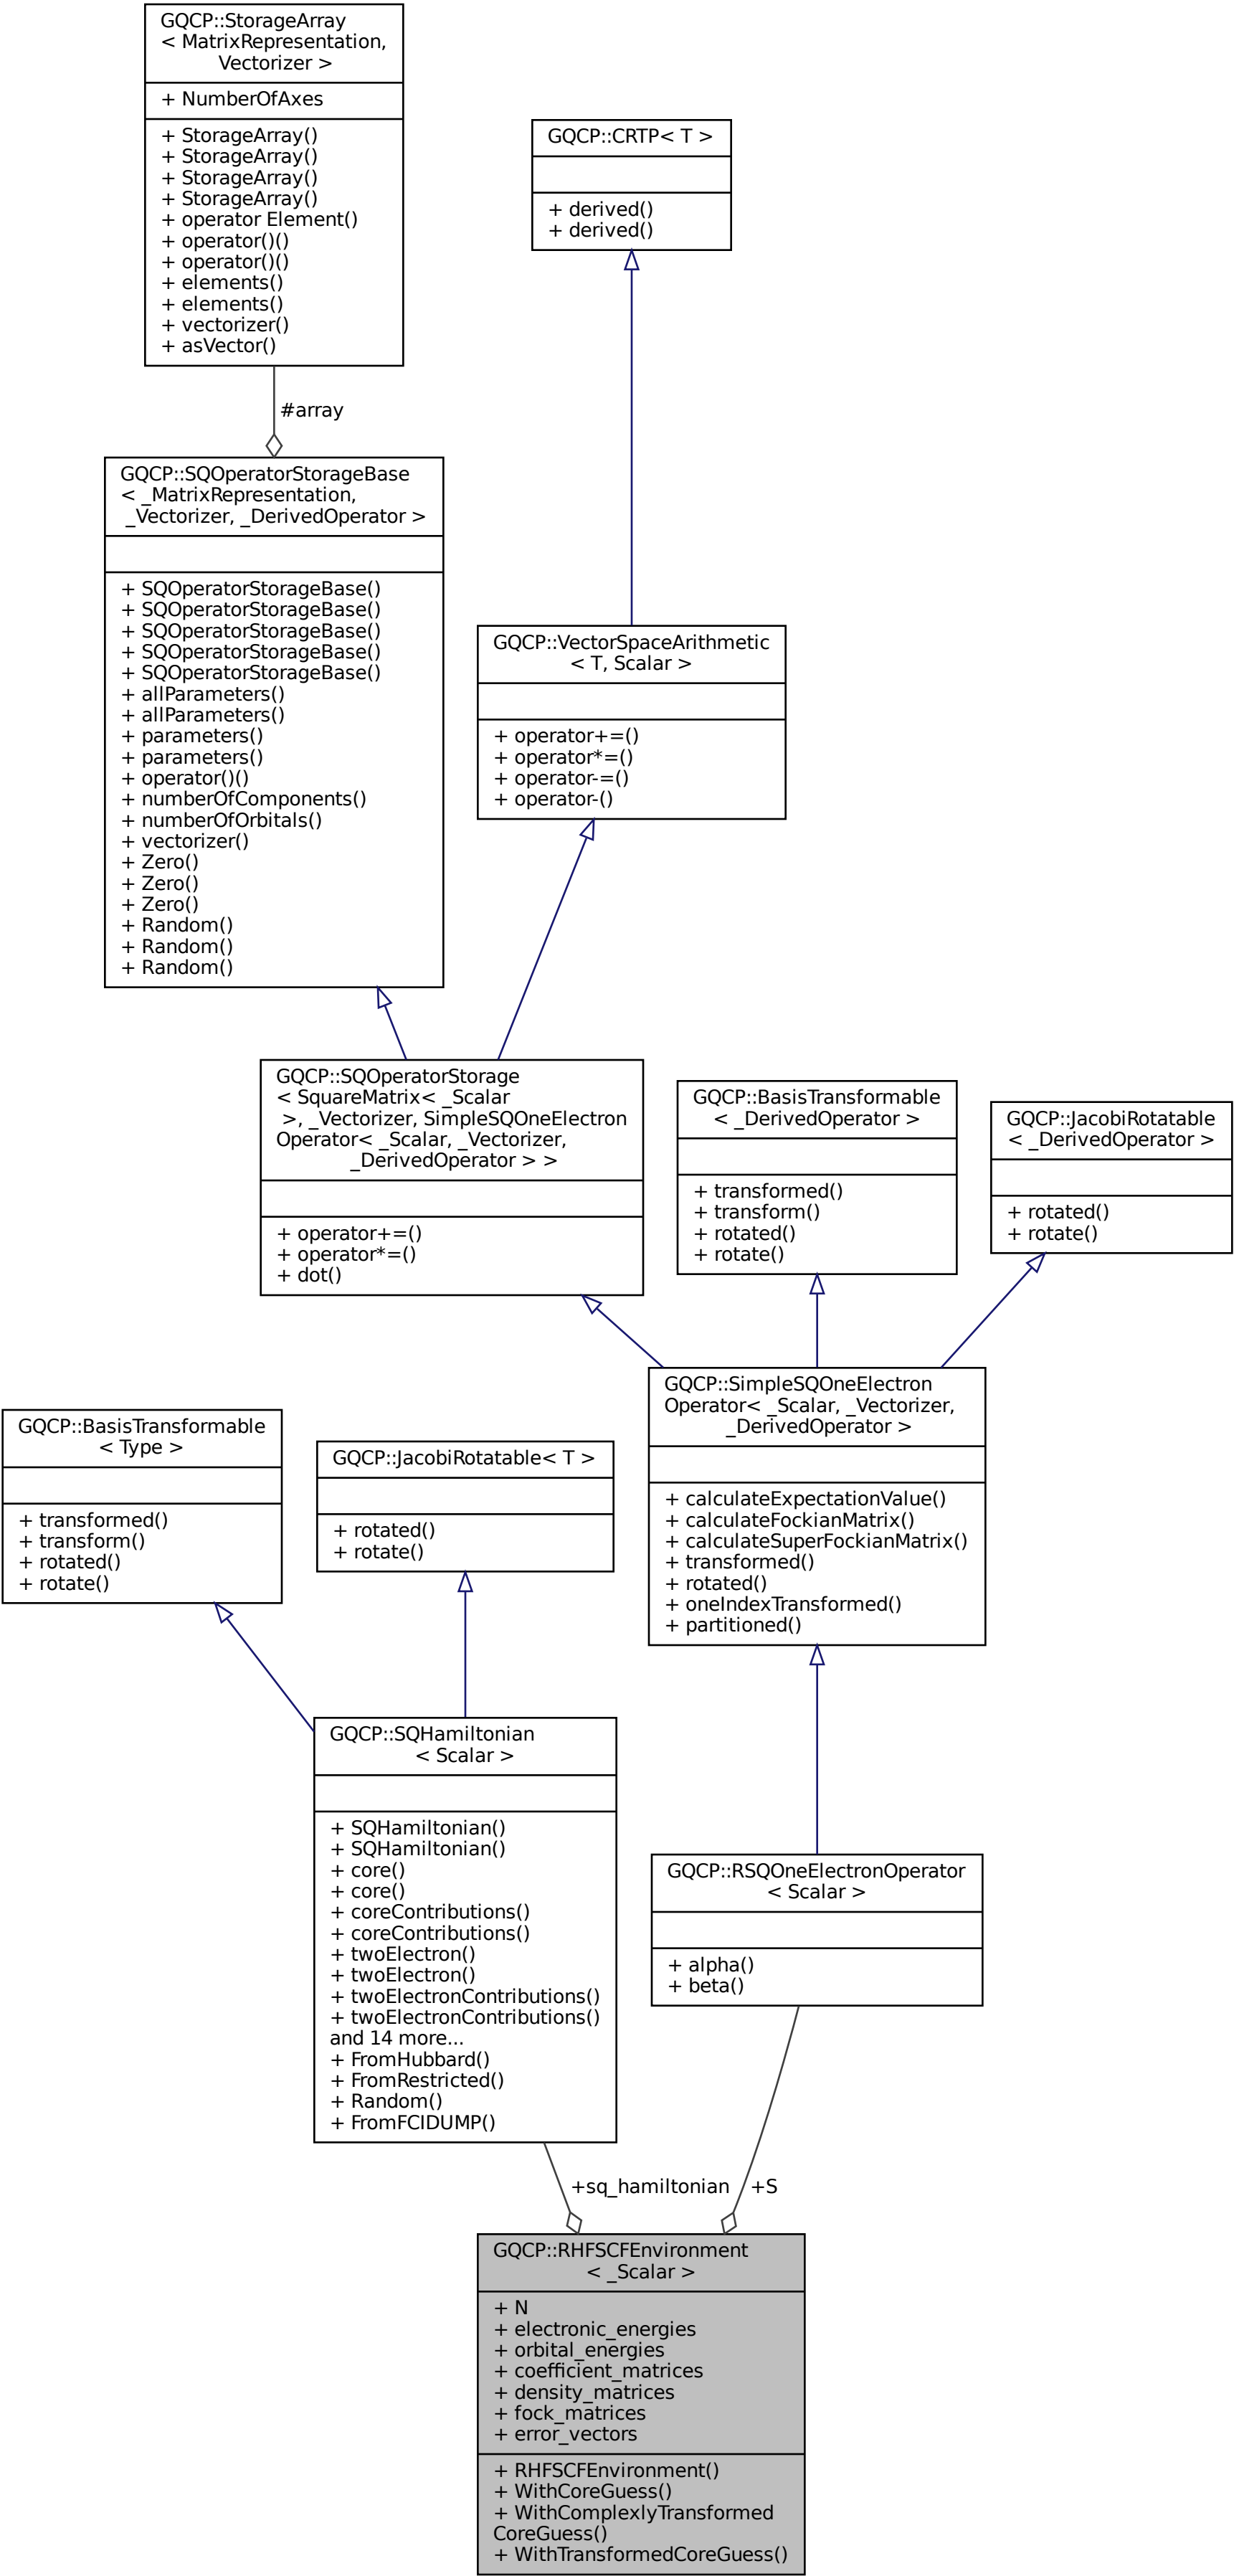 GQCP::StorageArray
< MatrixRepresentation,
Vectorizer >
+ NumberOfAxes
+ StorageArray()
+ StorageArray()
+ StorageArray()
+ StorageArray()
+ operator Element()
+ operator()()
+ operator()()
+ elements()
+ elements()
+ vectorizer()
+ asVector()
GQCP::CRTP< T >
+ derived()
+ derived()
#array
GQCP::SQOperatorStorageBase
< _MatrixRepresentation,
_Vectorizer, _DerivedOperator >
+ SQOperatorStorageBase()
+ SQOperatorStorageBase()
+ SQOperatorStorageBase()
+ SQOperatorStorageBase()
+ SQOperatorStorageBase()
+ allParameters()
+ allParameters()
+ parameters()
+ parameters()
+ operator()()
+ numberOfComponents()
+ numberOfOrbitals()
+ vectorizer()
+ Zero()
+ Zero()
+ Zero()
+ Random()
+ Random()
+ Random()
GQCP::VectorSpaceArithmetic
< T, Scalar >
+ operator+=()
+ operator*=()
+ operator-=()
+ operator-()
GQCP::SQOperatorStorage
< SquareMatrix< _Scalar
>, _Vectorizer, SimpleSQOneElectron
Operator< _Scalar, _Vectorizer,
_DerivedOperator > >
+ operator+=()
+ operator*=()
+ dot()
GQCP::BasisTransformable
< _DerivedOperator >
+ transformed()
+ transform()
+ rotated()
+ rotate()
GQCP::JacobiRotatable
< _DerivedOperator >
+ rotated()
+ rotate()
GQCP::SimpleSQOneElectron
Operator< _Scalar, _Vectorizer,
_DerivedOperator >
+ calculateExpectationValue()
+ calculateFockianMatrix()
+ calculateSuperFockianMatrix()
+ transformed()
+ rotated()
+ oneIndexTransformed()
+ partitioned()
GQCP::BasisTransformable
< Type >
+ transformed()
+ transform()
+ rotated()
+ rotate()
GQCP::JacobiRotatable< T >
+ rotated()
+ rotate()
GQCP::SQHamiltonian
< Scalar >
+ SQHamiltonian()
+ SQHamiltonian()
+ core()
+ core()
+ coreContributions()
+ coreContributions()
+ twoElectron()
+ twoElectron()
+ twoElectronContributions()
+ twoElectronContributions()
and 14 more...
+ FromHubbard()
+ FromRestricted()
+ Random()
+ FromFCIDUMP()
GQCP::RSQOneElectronOperator
< Scalar >
+ alpha()
+ beta()
+sq_hamiltonian
+S
GQCP::RHFSCFEnvironment
< _Scalar >
+ N
+ electronic_energies
+ orbital_energies
+ coefficient_matrices
+ density_matrices
+ fock_matrices
+ error_vectors
+ RHFSCFEnvironment()
+ WithCoreGuess()
+ WithComplexlyTransformed
CoreGuess()
+ WithTransformedCoreGuess()